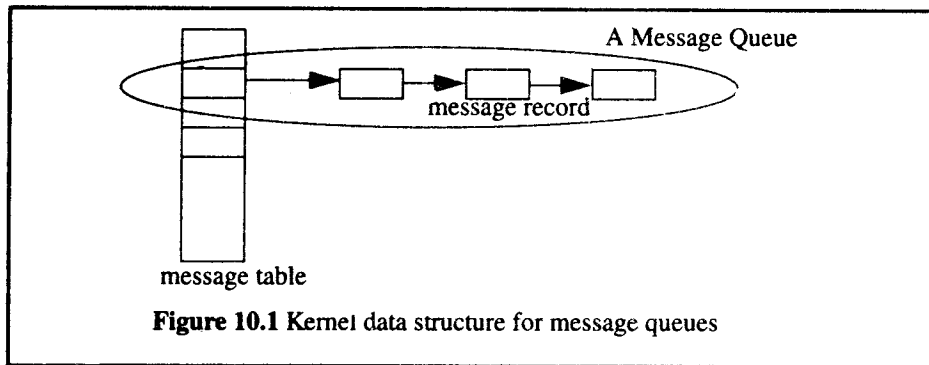 A Message Queue
message record
message table
Figure 10.1 Kernel data structure for message queues